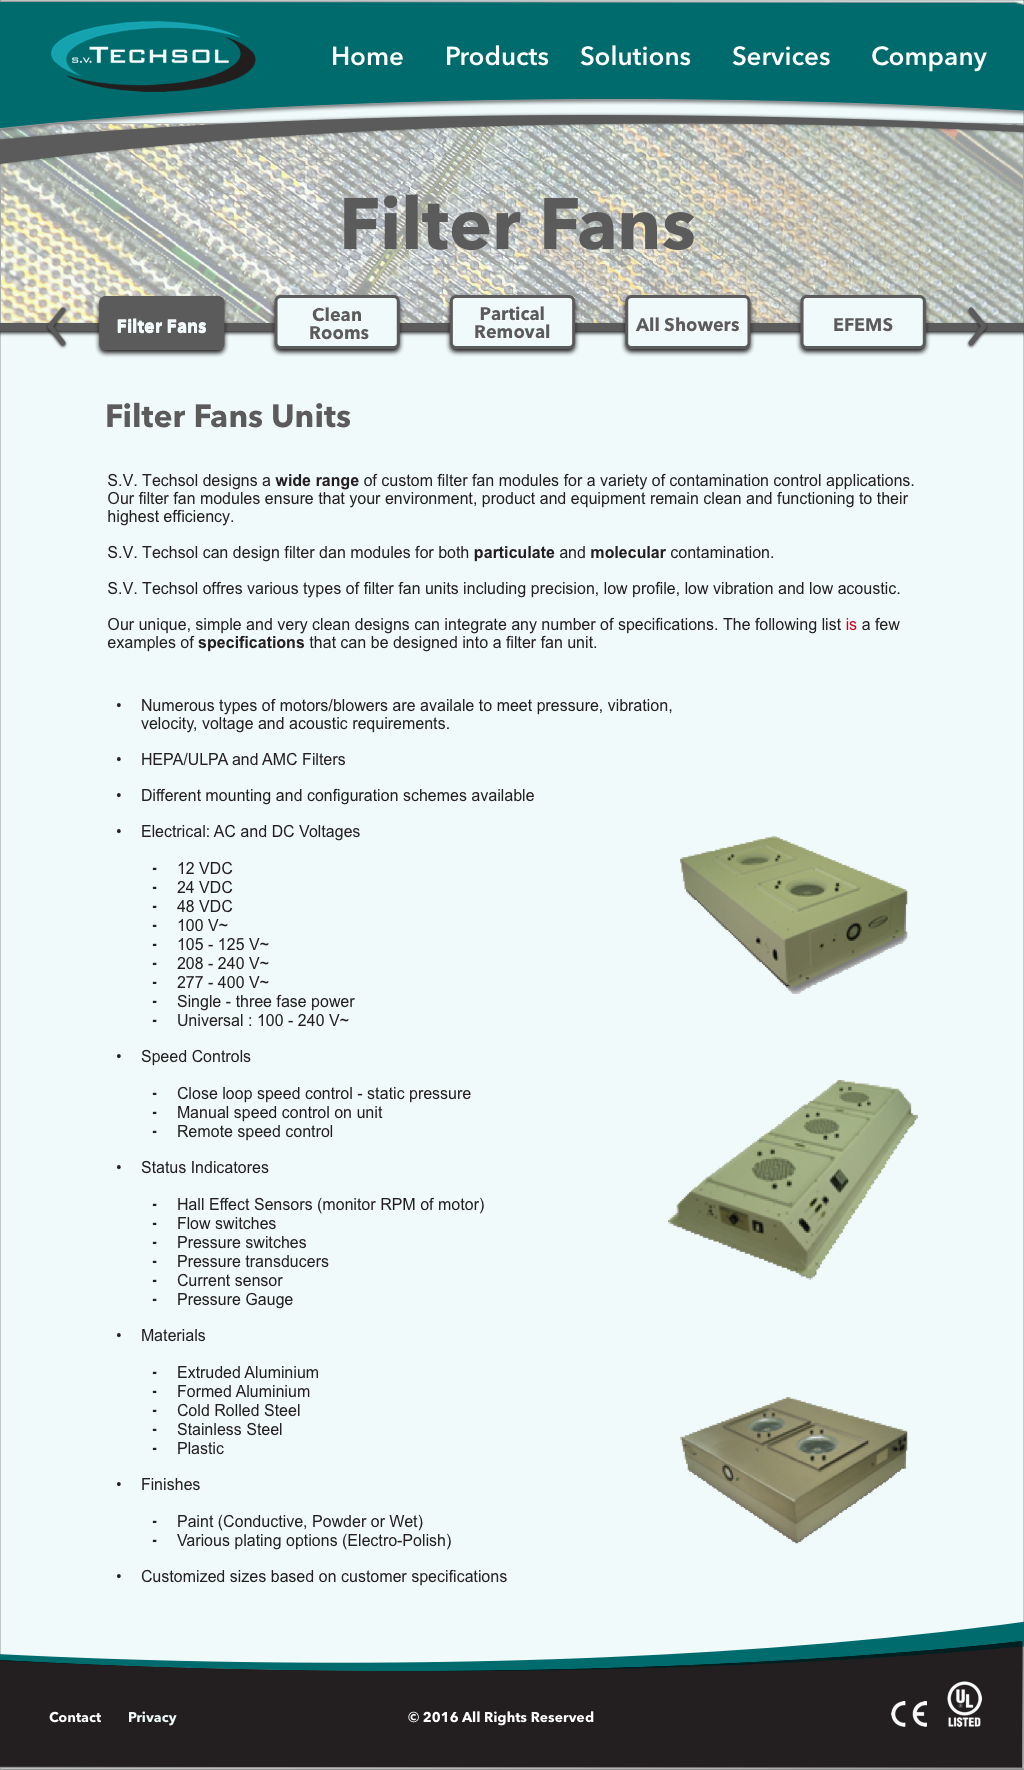 S.V. TECHSOL
Home Products Solutions Services Company
Filter Fans
Filter Fans
Clean
Rooms
Partical
Removal
All Showers
EFEMS
Filter Fans Units
S.V. Techsol designs a wide range of custom filter fan modules for a variety of contamination control applications.
Our filter fan modules ensure that your environment, product and equipment remain clean and functioning to their
highest efficiency.
S.V. Techsol can design filter dan modules for both particulate and molecular contamination.
S.V. Techsol offres various types of filter fan units including precision, low profile, low vibration and low acoustic.
Our unique, simple and very clean designs can integrate any number of specifications. The following list is a few
examples of specifications that can be designed into a filter fan unit.
• Numerous types of motors/blowers are availale to meet pressure, vibration,
velocity, voltage and acoustic requirements.
• HEPA/ULPA and AMC Filters
• Different mounting and configuration schemes available
• Electrical: AC and DC Voltages
- 12 VDC
- 24 VDC
- 48 VDC
- 100 V~
- 105 - 125 V~
- 208 - 240 V~
- 277 - 400 V~
- Single - three fase power
- Universal : 100 - 240 V~
• Speed Controls
- Close loop speed control - static pressure
- Manual speed control on unit
- Remote speed control
• Status Indicatores
- Hall Effect Sensors (monitor RPM of motor)
- Flow switches
- Pressure switches
- Pressure transducers
- Current sensor
- Pressure Gauge
• Materials
- Extruded Aluminium
- Formed Aluminium
- Cold Rolled Steel
- Stainless Steel
- Plastic
• Finishes
- Paint (Conductive, Powder or Wet)
- Various plating options (Electro-Polish)
• Customized sizes based on customer specifications
Contact Privacy © 2016 All Rights Reserved CE UL
LISTED